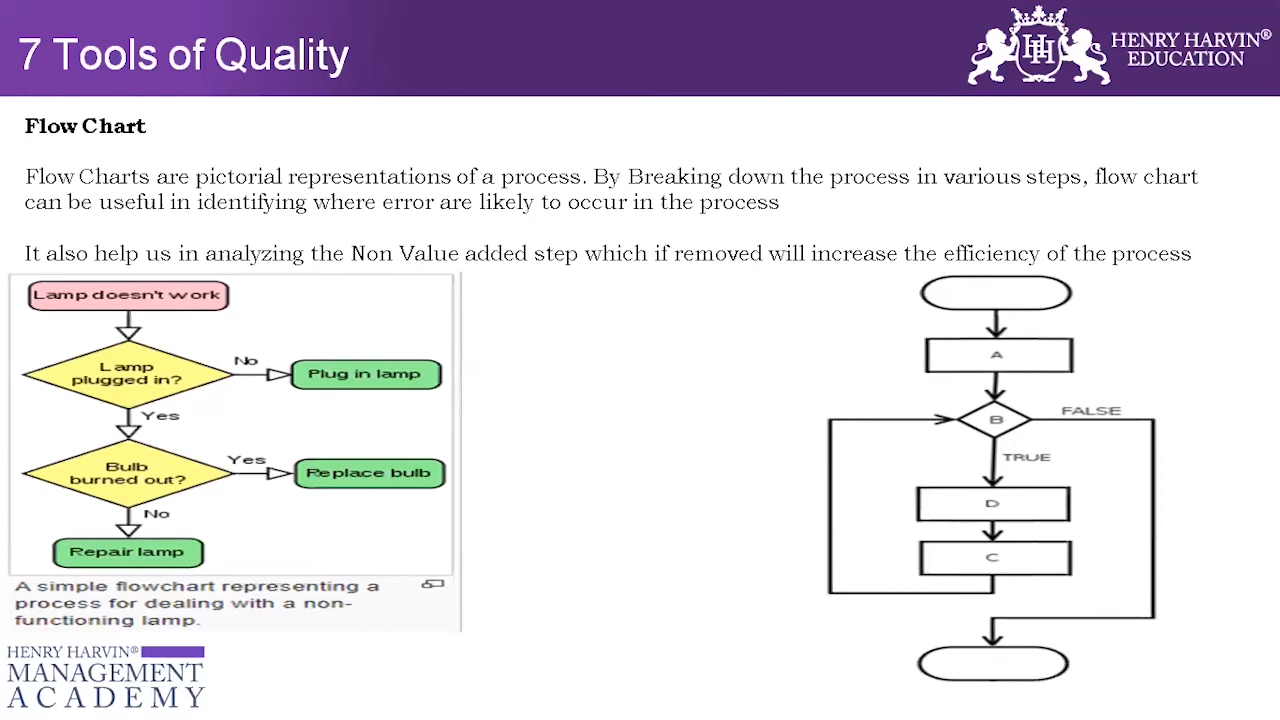 7 Tools of Quality
HENRY HARVIN®
EDUCATION
Flow Chart
Flow Charts are pictorial representations of a process. By Breaking down the process in various steps, flow chart
can be useful in identifying where error are likely to occur in the process
It also help us in analyzing the Non Value added step which if removed will increase the efficiency of the process
Lamp doesn't work
Lamp
plugged in?
No
Plug in lamp
Yes
Bulb
burned out?
Yes
Replace bulb
No
Repair lamp
A simple flowchart representing a
process for dealing with a non-
functioning lamp.
A
B
FALSE
TRUE
D
C
HENRY HARVIN®
MANAGEMENT
ACADEMY